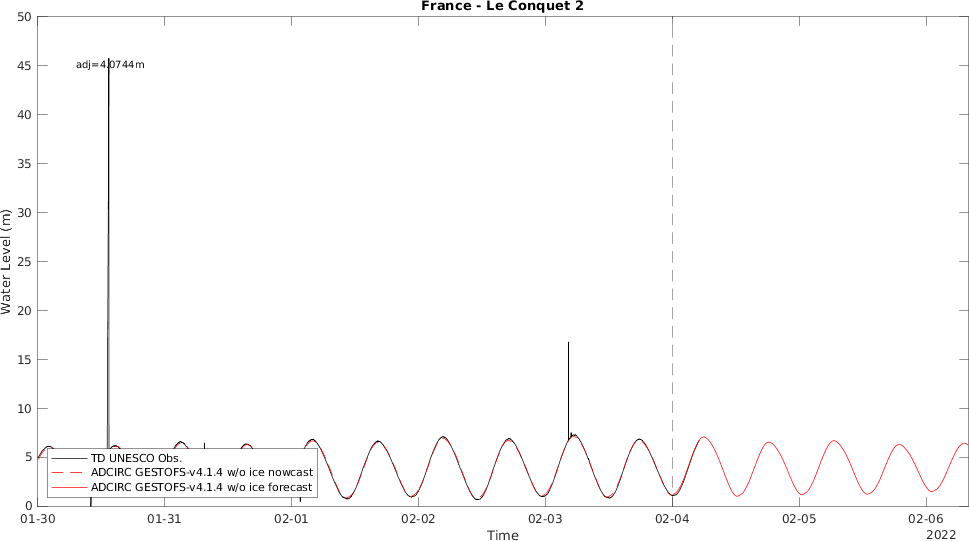 France - Le Conquet 2
50
45
40
35
30
25
20
15
10
5
0
Water Level (m)
adj=4.0744m
TD UNESCO Obs.
ADCIRC GESTOFS-v4.1.4 w/o ice nowcast
ADCIRC GESTOFS-v4.1.4 w/o ice forecast
01-30 01-31 02-01 02-02 02-03 02-04 02-05 02-06
Time
2022